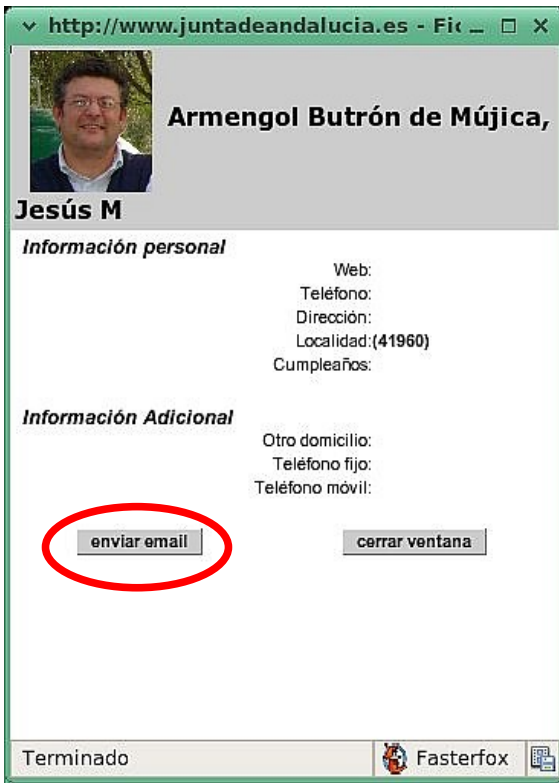 http://www.juntadeandalucia.es - Fic
Armengol Butrón de Mújica,
Jesús M
Información personal
Web:
Teléfono:
Dirección:
Localidad:(41960)
Cumpleaños:
Información Adicional
Otro domicilio:
Teléfono fijo:
Teléfono móvil:
enviar email cerrar ventana
Terminado Fasterfox